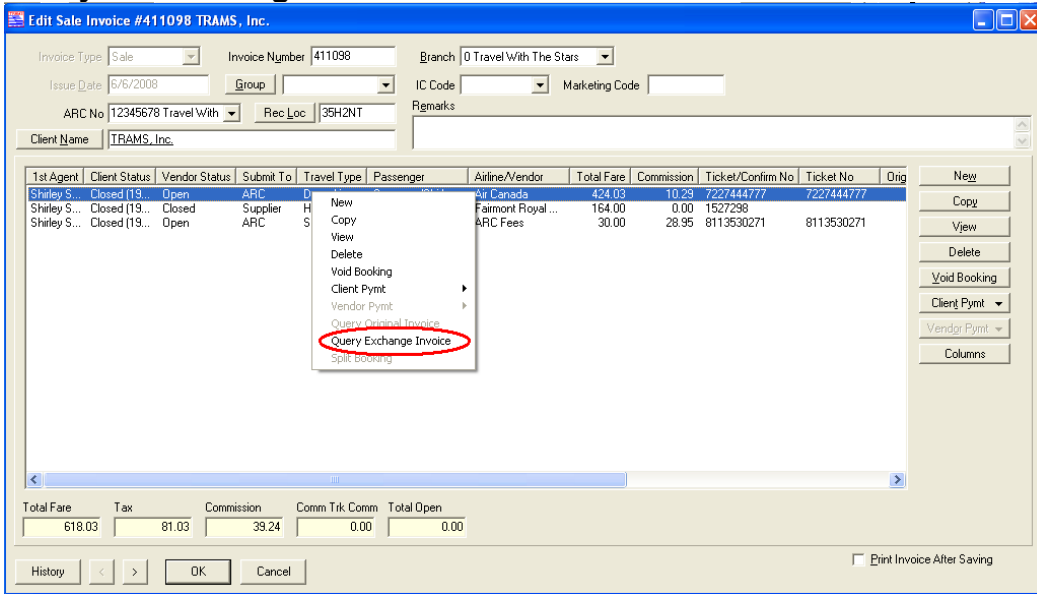 Edit Sale Invoice #411098 TRAMS, Inc.
Invoice Type Sale Invoice Number 411098 Branch 0 Travel With The Stars
Issue Date 6/6/2008 Group IC Code Marketing Code
ARC No 12345678 Travel With Rec Loc 35H2NT Remarks
Client Name TRAMS, Inc.
1st Agent Client Status Vendor Status Submit To Travel Type Passenger Airline/Vendor Total Fare Commission Ticket/Confirm No Ticket No Orig
Shirley S... Closed (19... Open ARC Air Canada 424.03 10.29 7227444777 7227444777
Shirley S... Closed (19... Closed Supplier H Fairmont Royal ... 164.00 0.00 1527298
Shirley S... Closed (19... Open ARC S ARC Fees 30.00 28.95 8113530271 8113530271
New
Copy
View
Delete
Void Booking
Client Pymt
Vendor Pymt
Query Original Invoice
Query Exchange Invoice
Split Booking
New
Copy
View
Delete
Void Booking
Client Pymt
Vendor Pymt
Columns
Total Fare Tax Commission Comm Trk Comm Total Open
618.03 81.03 39.24 0.00 0.00
History < > OK Cancel Print Invoice After Saving